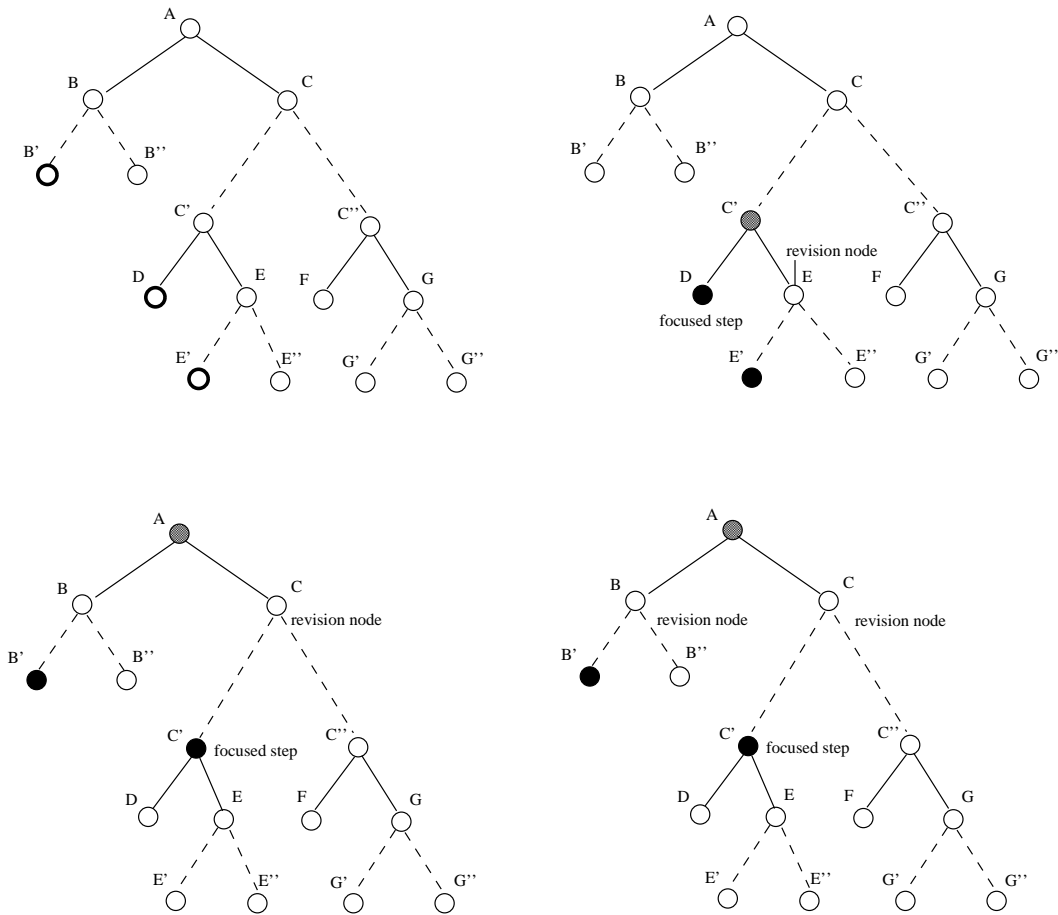 A
B
C
B'
B''
C'
C''
D
E
F
G
E'
E''
G'
G''
A
B
C
B'
B''
C'
C''
revision node
D
E
F
G
focused step
E'
E''
G'
G''
A
B
C
revision node
B'
B''
C'
focused step
C''
D
E
F
G
E'
E''
G'
G''
A
B
C
revision node
revision node
B'
B''
C'
focused step
C''
D
E
F
G
E'
E''
G'
G''